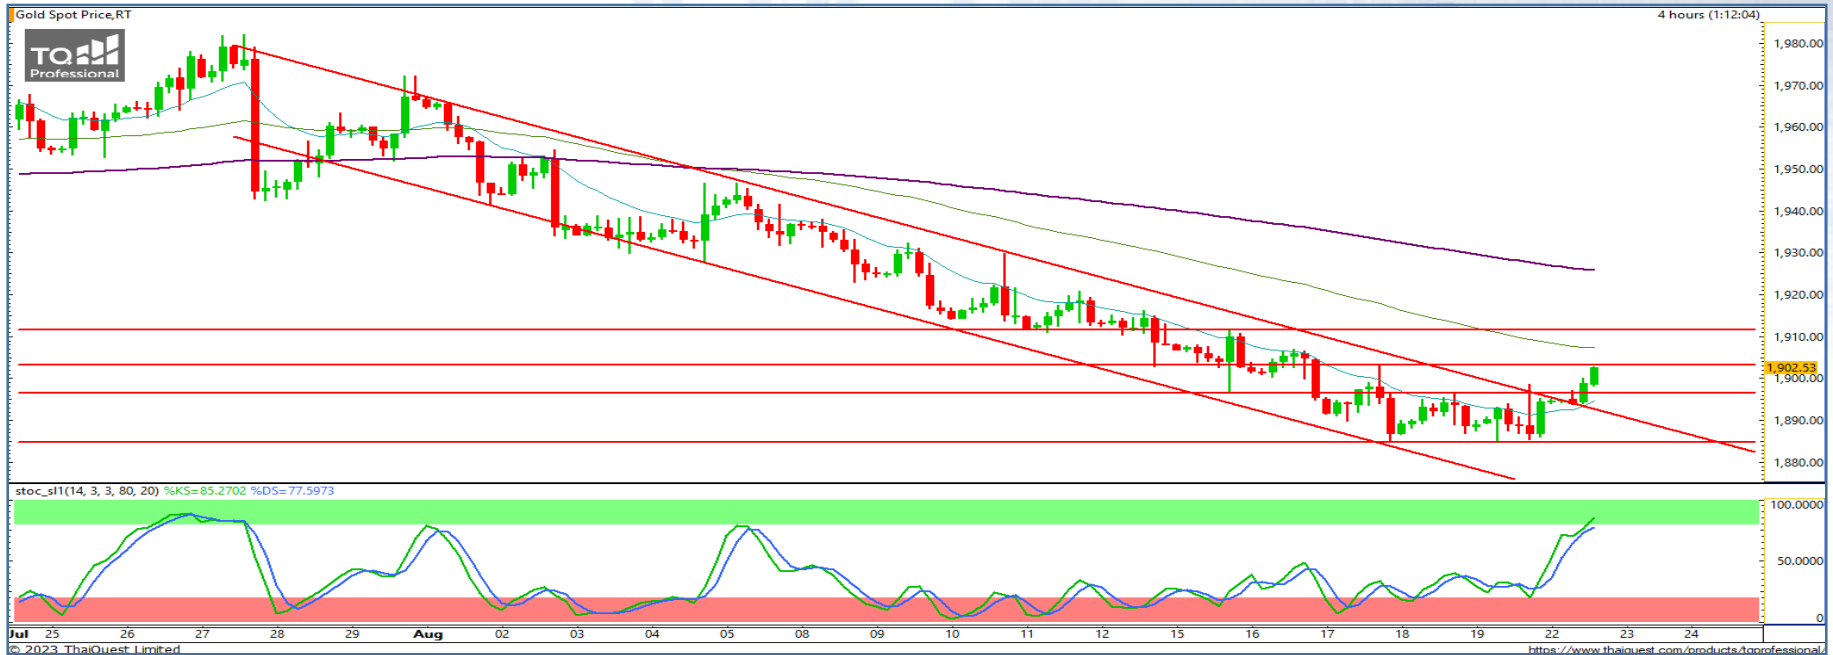 Gold Spot Price,RT
4 hours (1:12:04)
TQ
Professional
1,980.00
1,970.00
1,960.00
1,950.00
1,940.00
1,930.00
1,920.00
1,910.00
1,902.53
1,900.00
1,890.00
1,880.00
stoc_sl1(14, 3, 3, 80, 20) %KS=85.2702 %DS=77.5973
100.0000
50.0000
0
Jul 25 26 27 28 29 Aug 02 03 04 05 08 09 10 11 12 15 16 17 18 19 22 23 24
© 2023 ThaiQuest Limited
https://www.thaiquest.com/products/tqprofessional/